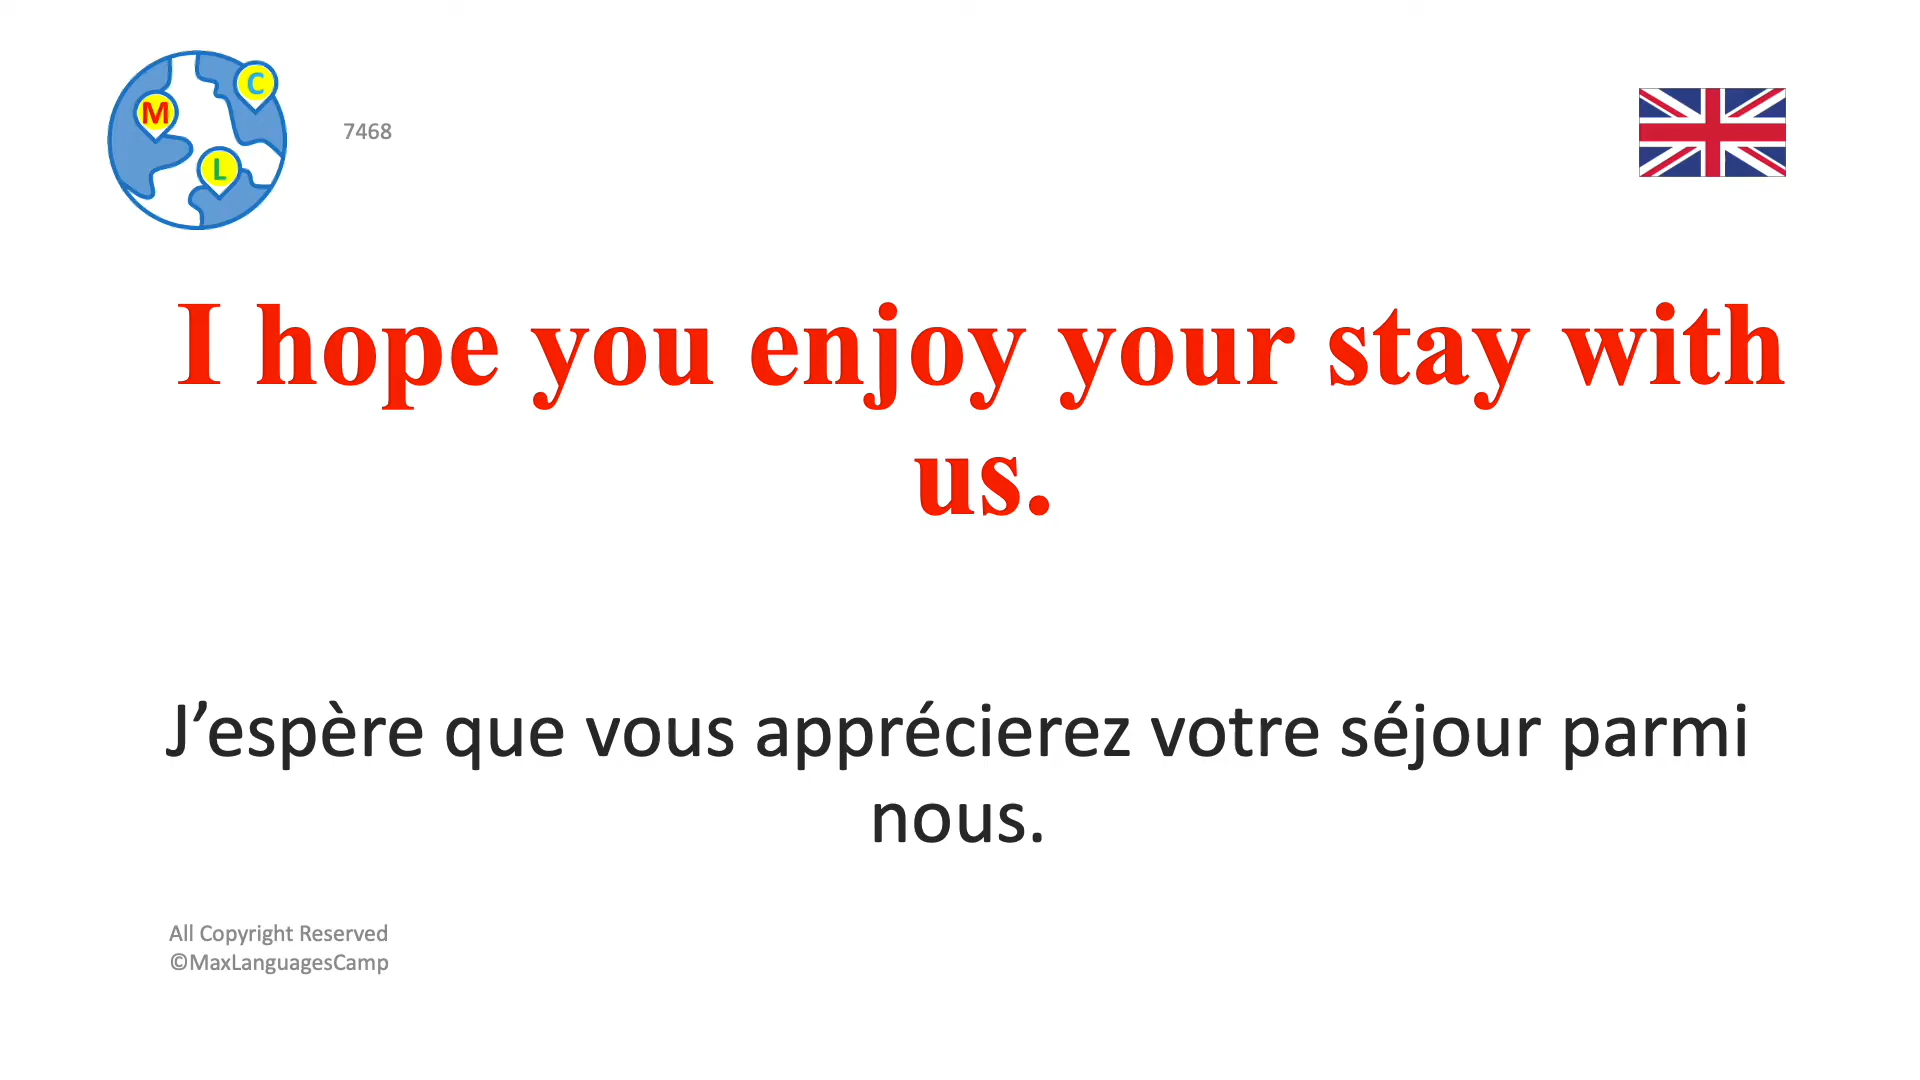 M
C
L
7468
I hope you enjoy your stay with
us.
J’espère que vous apprécierez votre séjour parmi
nous.
All Copyright Reserved
©MaxLanguagesCamp